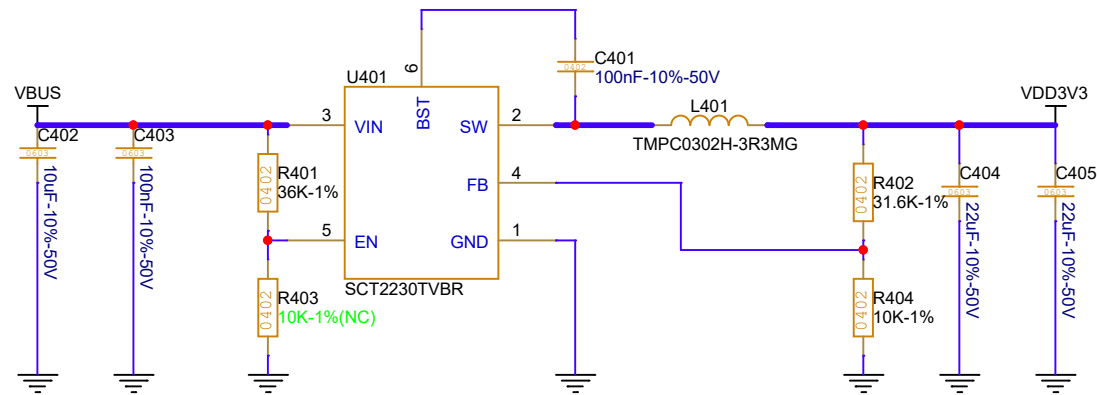 VBUS
C402
0603
10uF-10%-50V
C403
0603
100nF-10%-50V
R401
0402
36K-1%
R403
0402
10K-1%(NC)
U401
6
BST
3
VIN
SW
2
FB
4
5
EN
GND
1
SCT2230TVBR
C401
0402
100nF-10%-50V
L401
TMPC0302H-3R3MG
R402
0402
31.6K-1%
R404
0402
10K-1%
VDD3V3
C404
0603
22uF-10%-50V
C405
0603
22uF-10%-50V